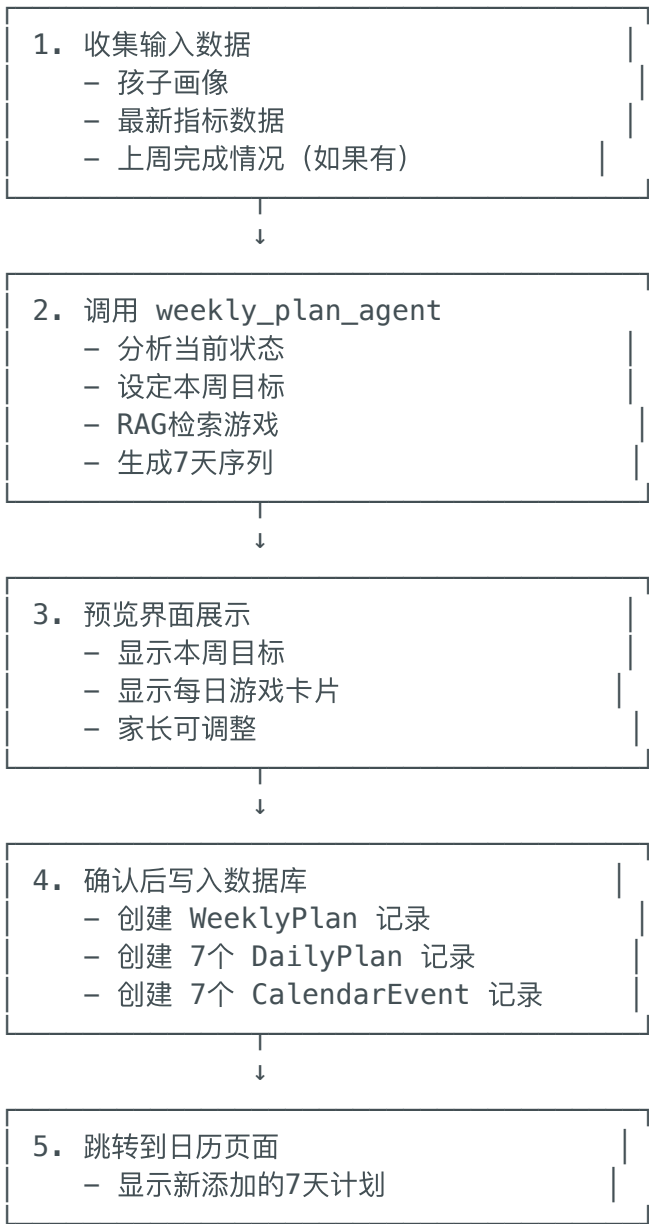 1. 收集输入数据
- 孩子画像
- 最新指标数据
- 上周完成情况（如果有）
↓
2. 调用 weekly_plan_agent
- 分析当前状态
- 设定本周目标
- RAG检索游戏
- 生成7天序列
↓
3. 预览界面展示
- 显示本周目标
- 显示每日游戏卡片
- 家长可调整
↓
4. 确认后写入数据库
- 创建 WeeklyPlan 记录
- 创建 7个 DailyPlan 记录
- 创建 7个 CalendarEvent 记录
↓
5. 跳转到日历页面
- 显示新添加的7天计划